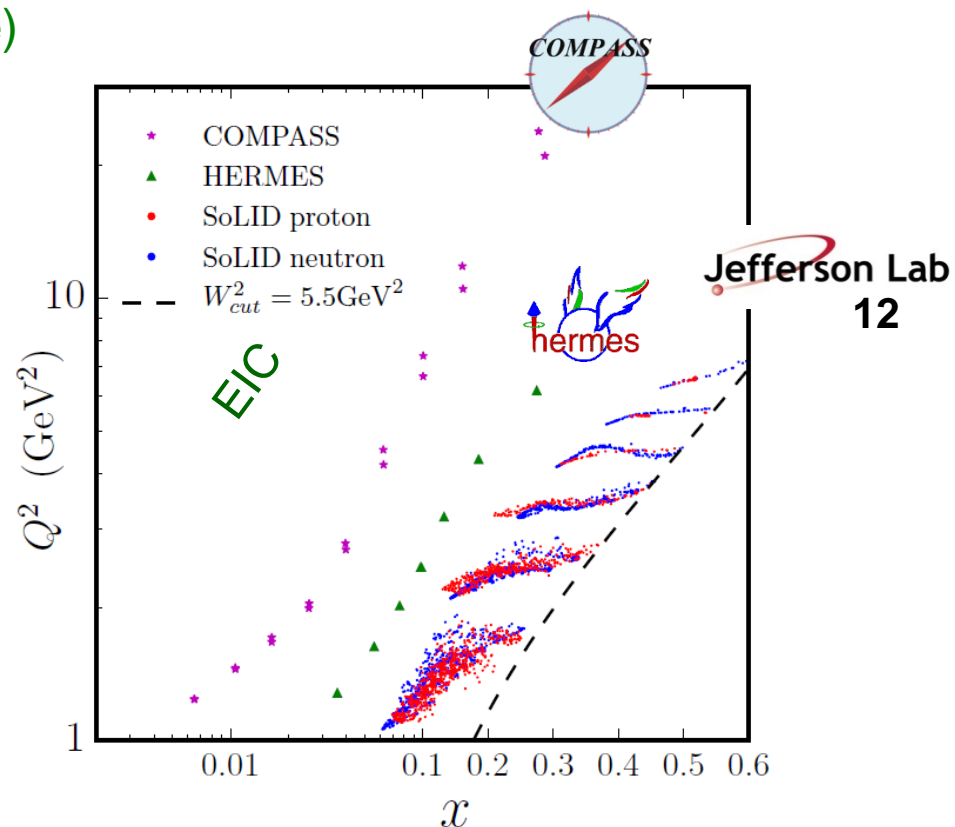 )
COMPASS
COMPASS
HERMES
SoLID proton
SoLID neutron
W²cut = 5.5GeV²
hermes
Jefferson Lab
12
EIC
Q² (GeV²)
10
1
0.01 0.1 0.2 0.3 0.4 0.5 0.6
x